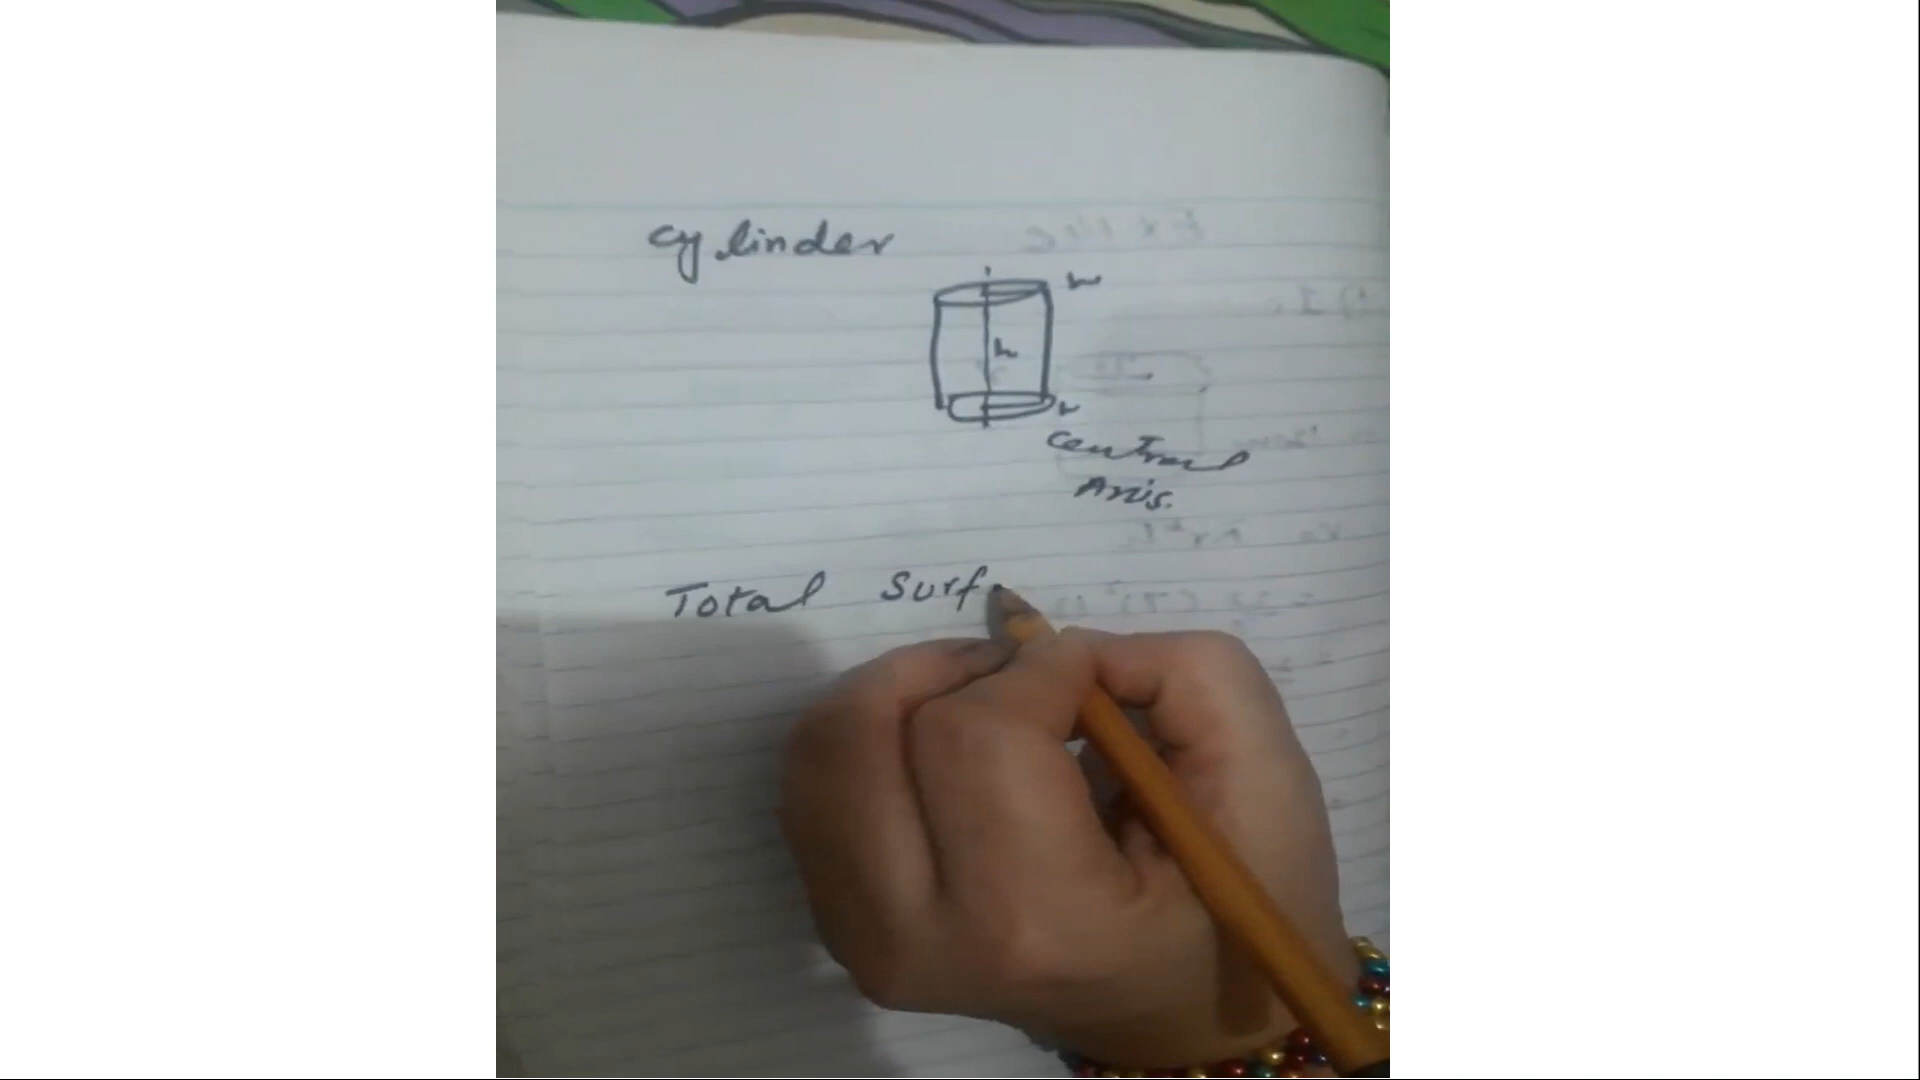 Cylinder
r
h
r
Central
Axis.
Total Surf